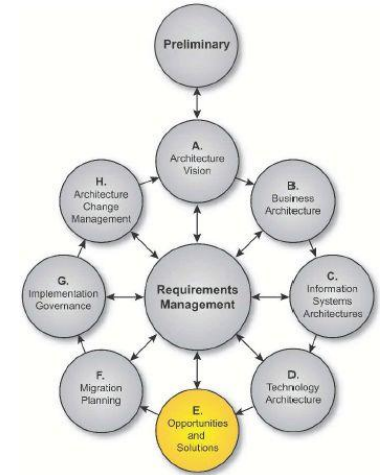 Preliminary
A.
Architecture
Vision
H.
Architecture
Change
Management
B.
Business
Architecture
G.
Implementation
Governance
Requirements
Management
C.
Information
Systems
Architectures
F.
Migration
Planning
D.
Technology
Architecture
E.
Opportunities
and
Solutions